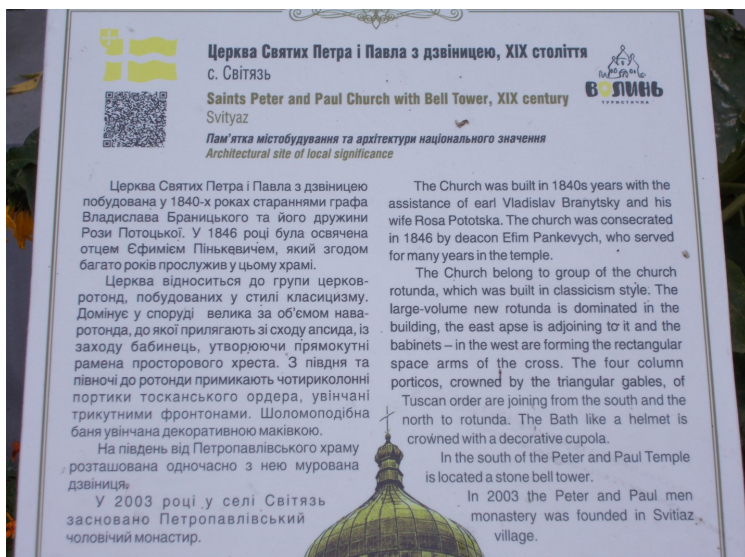 Церква Святих Петра і Павла з дзвіницею, XIX століття
с. Світязь
Saints Peter and Paul Church with Bell Tower, XIX century
Svityaz
Пам'ятка містобудування та архітектури національного значення
Architectural site of local significance
ВОЛИНЬ
ТУРИСТИЧНА
Церква Святих Петра і Павла з дзвіницею
побудована у 1840-х роках стараннями графа
Владислава Браницького та його дружини
Рози Потоцької. У 1846 році була освячена
отцем Єфимієм Пінькевичем, який згодом
багато років прослужив у цьому храмі.
Церква відноситься до групи церков-
ротонд, побудованих у стилі класицизму.
Домінує у споруді велика за об'ємом нава-
ротонда, до якої прилягають зі сходу апсида, із
заходу бабинець, утворюючи прямокутні
рамена просторового хреста. З півдня та
півночі до ротонди примикають чотириколонні
портики тосканського ордера, увінчані
трикутними фронтонами. Шоломоподібна
баня увінчана декоративною маківкою.
На південь від Петропавлівського храму
розташована одночасно з нею мурована
дзвіниця.
У 2003 році у селі Світязь
засновано Петропавлівський
чоловічий монастир.
The Church was built in 1840s years with the
assistance of earl Vladislav Branytsky and his
wife Rosa Pototska. The church was consecrated
in 1846 by deacon Efim Pankevych, who served
for many years in the temple.
The Church belong to group of the church
rotunda, which was built in classicism style. The
large-volume new rotunda is dominated in the
building, the east apse is adjoining to it and the
babinets – in the west are forming the rectangular
space arms of the cross. The four column
porticos, crowned by the triangular gables, of
Tuscan order are joining from the south and the
north to rotunda. The Bath like a helmet is
crowned with a decorative cupola.
In the south of the Peter and Paul Temple
is located a stone bell tower.
In 2003 the Peter and Paul men
monastery was founded in Svitiaz
village.